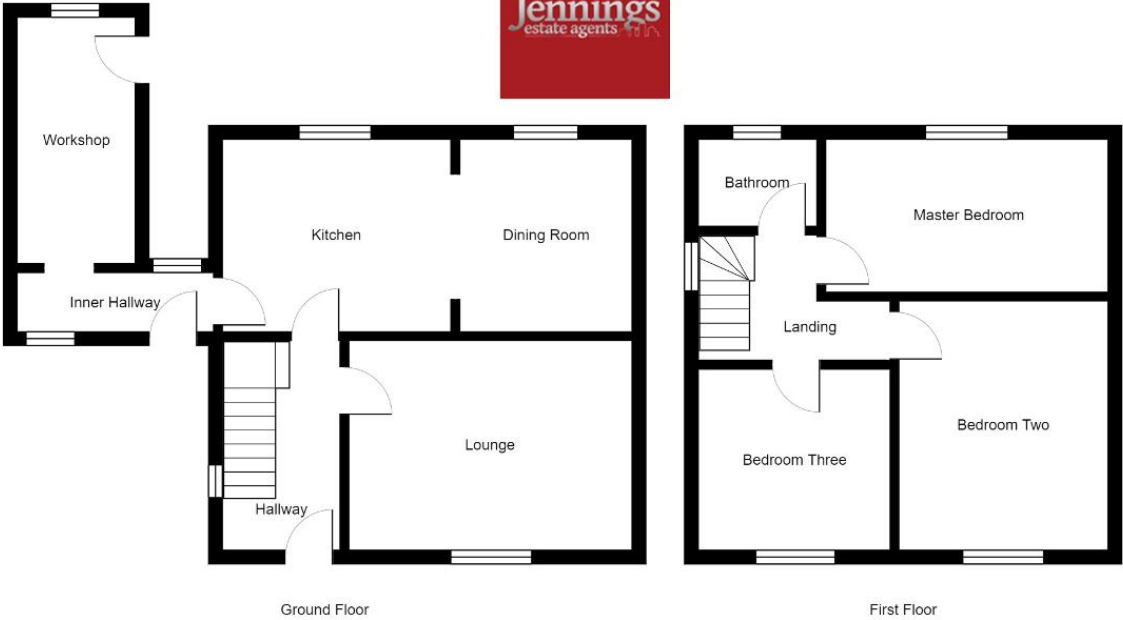 Jennings
estate agents
Workshop
Inner Hallway
Kitchen
Dining Room
Lounge
Hallway
Ground Floor
Bathroom
Master Bedroom
Landing
Bedroom Two
Bedroom Three
First Floor